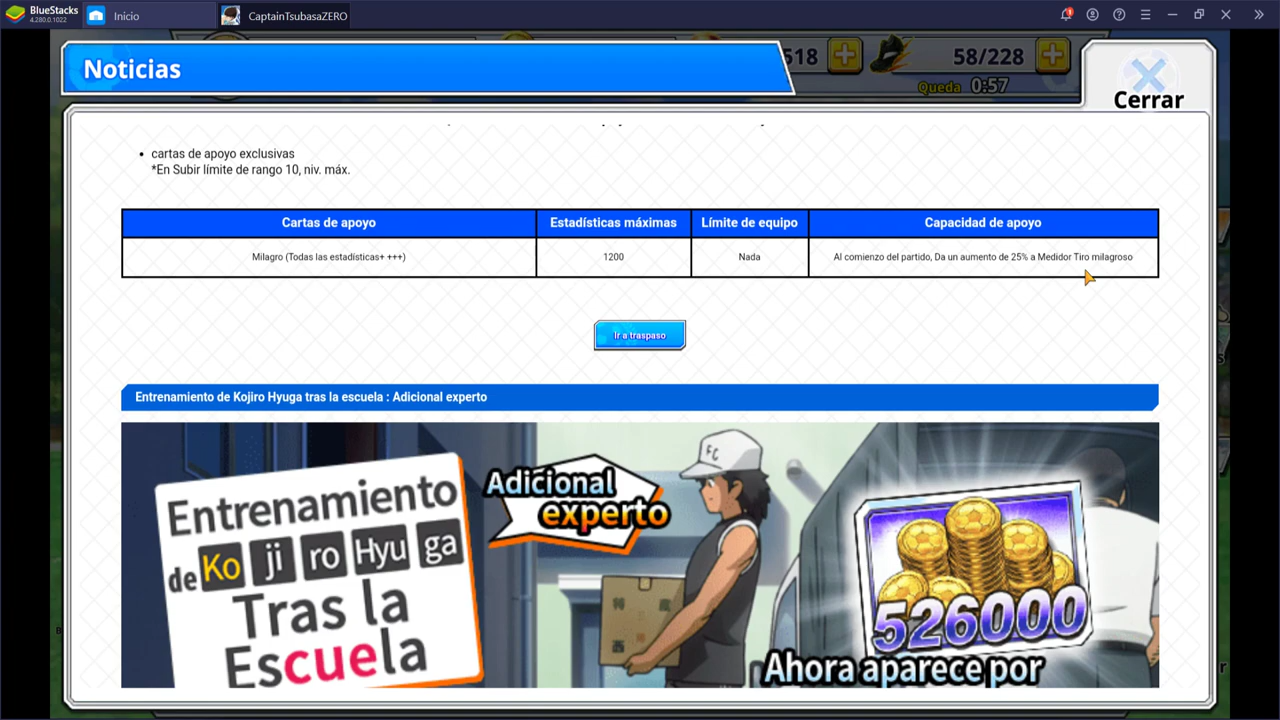 BlueStacks
4.280.0.1022
Inicio
CaptainTsubasaZERO
Noticias
518
58/228
Queda 0:57
Cerrar
• cartas de apoyo exclusivas
*En Subir límite de rango 10, niv. máx.
Cartas de apoyo Estadísticas máximas Límite de equipo Capacidad de apoyo
Milagro (Todas las estadísticas+ +++) 1200 Nada Al comienzo del partido, Da un aumento de 25% a Medidor Tiro milagroso
Ir a traspaso
Entrenamiento de Kojiro Hyuga tras la escuela : Adicional experto
Entrenamiento
de Ko ji ro Hyu ga
Tras la
Escuela
Adicional
experto
FC
526000
Ahora aparece por